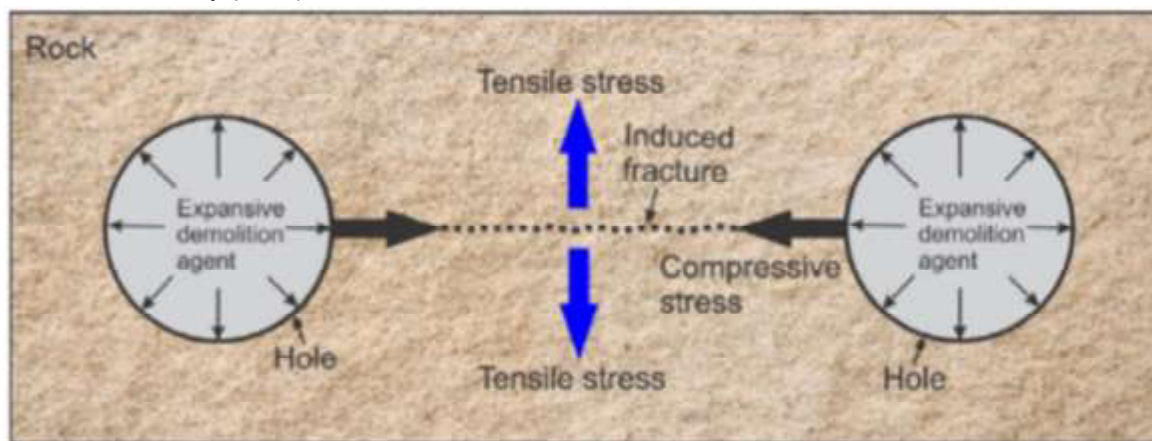 Rock
Tensile stress
Induced
fracture
Expansive
demolition
agent
Expansive
demolition
agent
Compressive
stress
Hole
Tensile stress
Hole